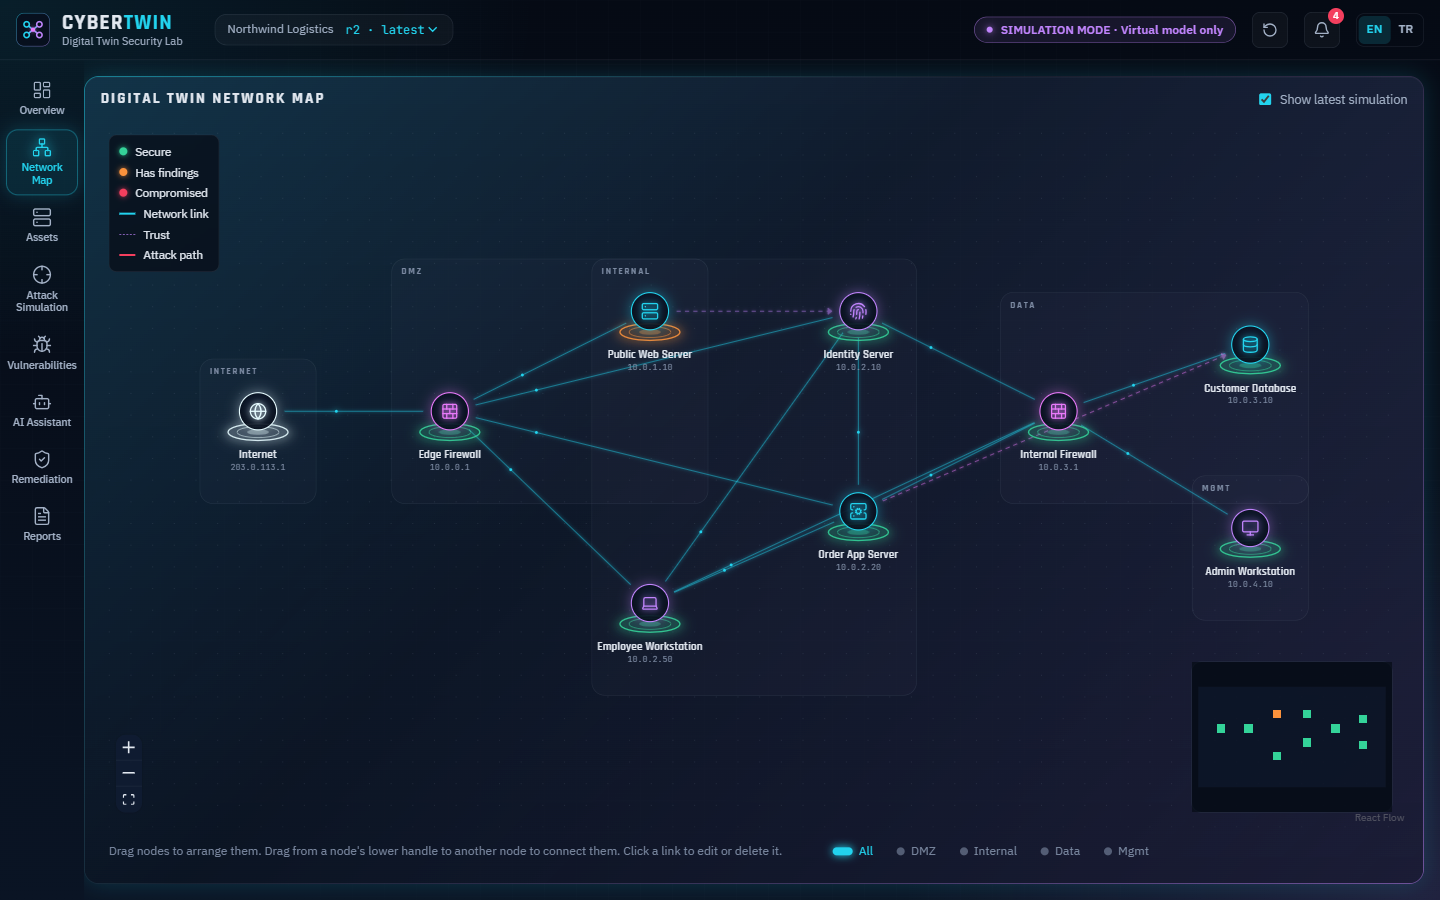 CYBERTWIN
Digital Twin Security Lab
Northwind Logistics r2 · latest
SIMULATION MODE · Virtual model only
4
EN TR
Overview
Network
Map
Assets
Attack
Simulation
Vulnerabilities
AI Assistant
Remediation
Reports
DIGITAL TWIN NETWORK MAP
Show latest simulation
Secure
Has findings
Compromised
Network link
Trust
Attack path
DMZ
INTERNAL
DATA
INTERNET
MGMT
Public Web Server
10.0.1.10
Identity Server
10.0.2.10
Customer Database
10.0.3.10
Internet
203.0.113.1
Edge Firewall
10.0.0.1
Internal Firewall
10.0.3.1
Order App Server
10.0.2.20
Admin Workstation
10.0.4.10
Employee Workstation
10.0.2.50
React Flow
Drag nodes to arrange them. Drag from a node's lower handle to another node to connect them. Click a link to edit or delete it.
All DMZ Internal Data Mgmt